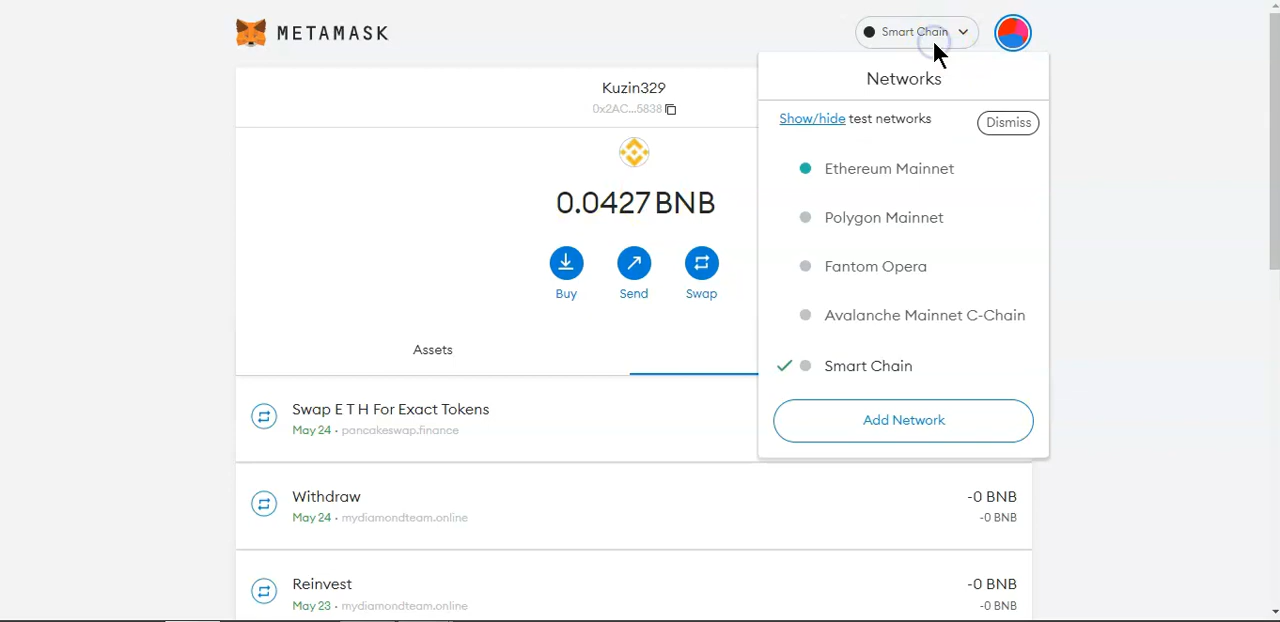 METAMASK
Smart Chain
Kuzin329
0x2AC...5838
0.0427 BNB
Buy
Send
Swap
Assets
Networks
Show/hide test networks
Dismiss
Ethereum Mainnet
Polygon Mainnet
Fantom Opera
Avalanche Mainnet C-Chain
Smart Chain
Add Network
Swap E T H For Exact Tokens
May 24 · pancakeswap.finance
Withdraw
-0 BNB
May 24 · mydiamondteam.online
-0 BNB
Reinvest
-0 BNB
May 23 · mydiamondteam.online
-0 BNB